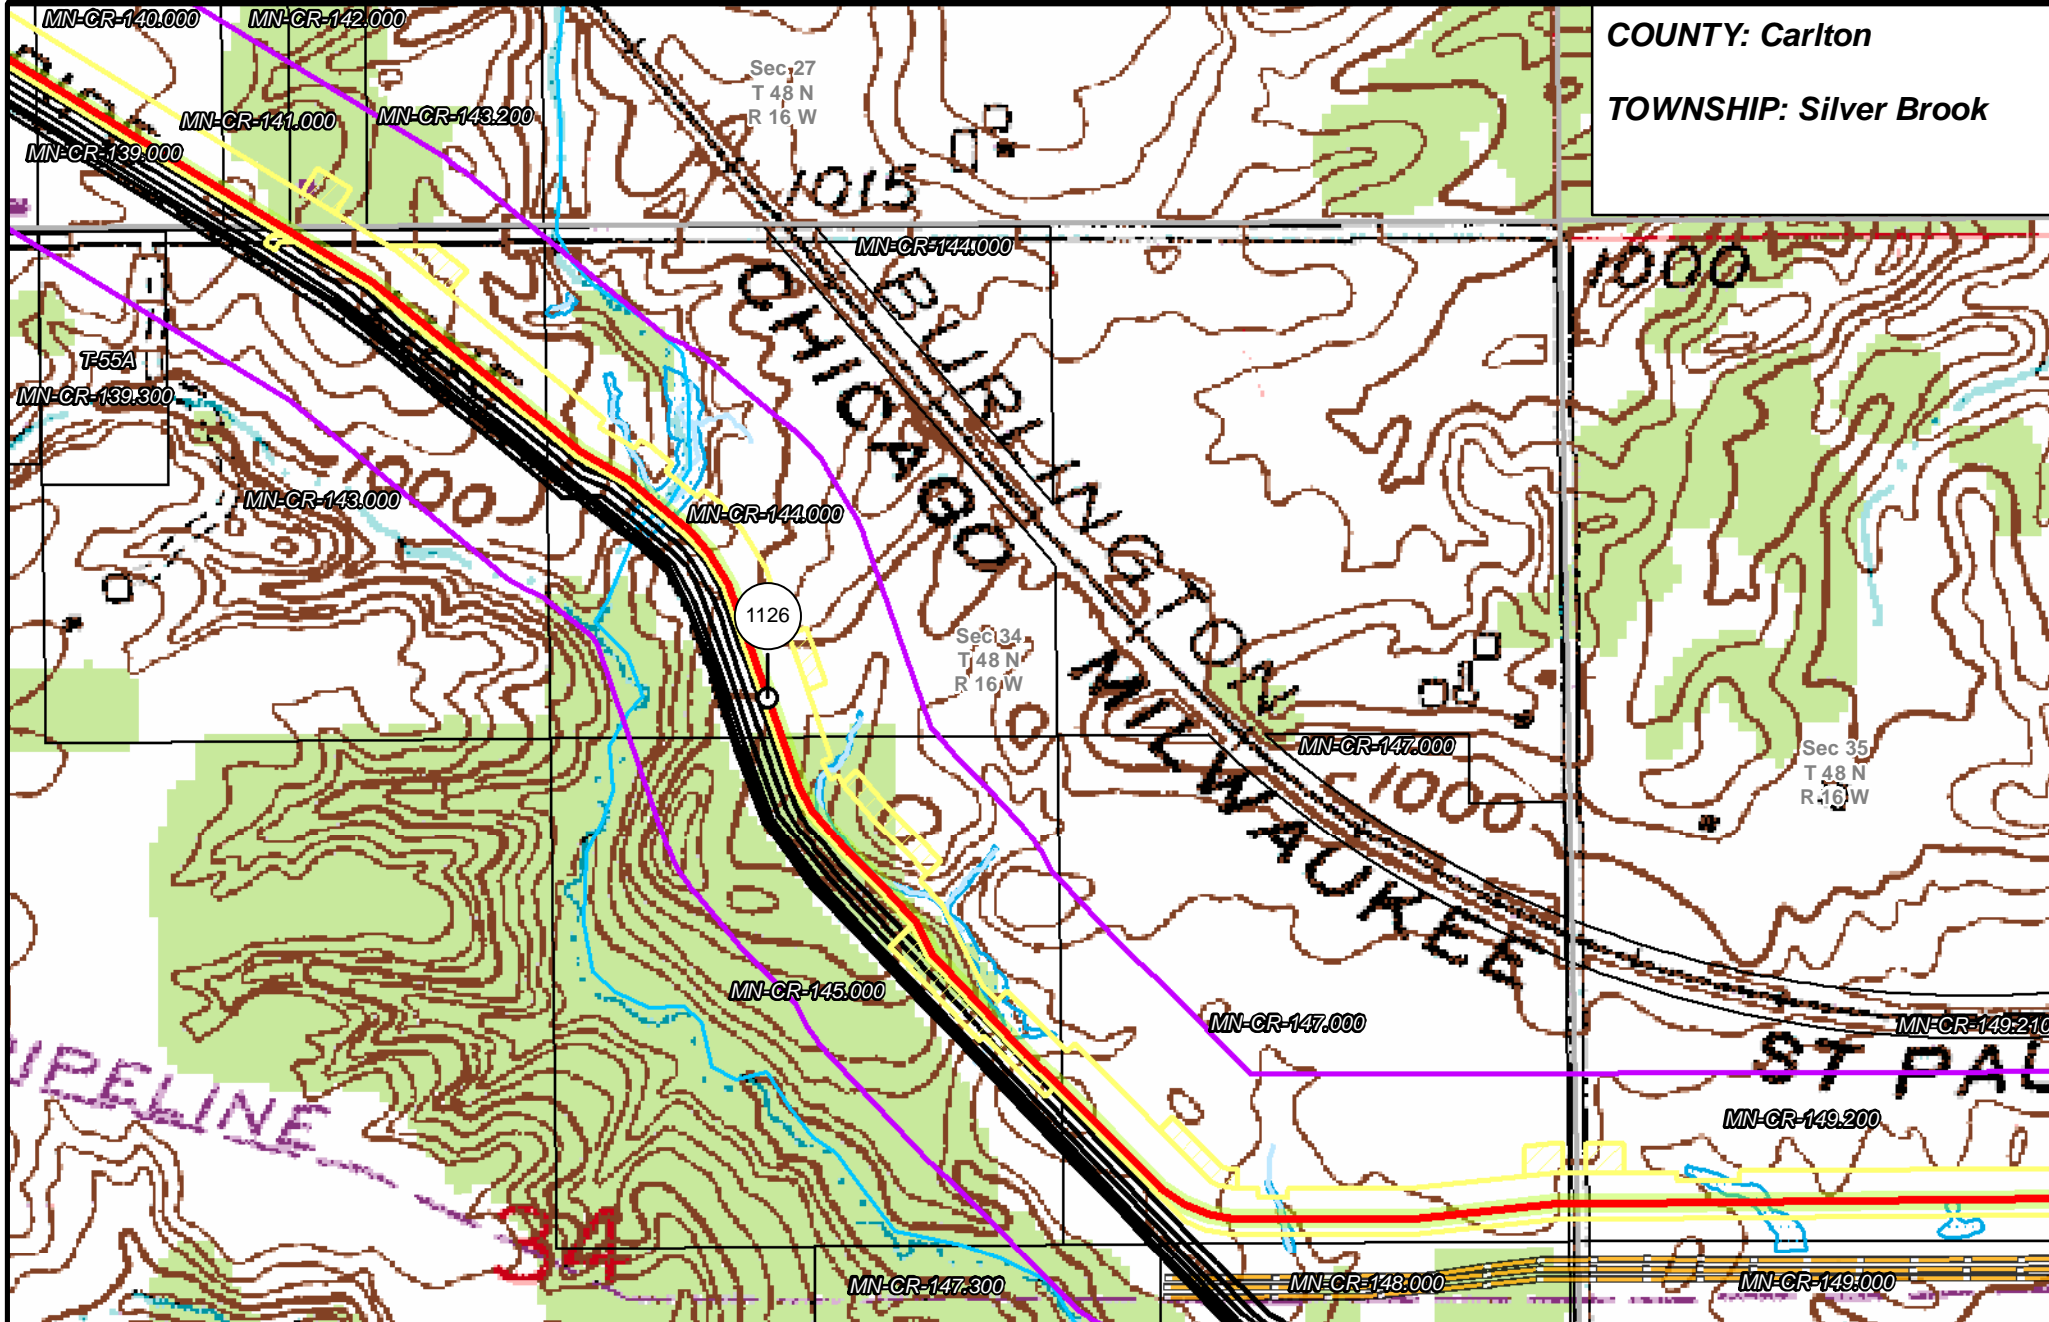 MN-CR-140.000
MN-CR-142.000
COUNTY: Carlton
TOWNSHIP: Silver Brook
Sec 27
T 48 N
R 16 W
MN-CR-141.000
MN-CR-143.200
MN-CR-139.000
1015
MN-CR-144.000
1000
BURLINGTON
CHICAGO
T-55A
MN-CR-139.300
1000
MN-CR-143.000
MN-CR-144.000
1126
Sec 34
T 48 N
R 16 W
MILWAUKEE
MN-CR-147.000
Sec 35
T 48 N
R 16 W
1000
MN-CR-145.000
MN-CR-147.000
MN-CR-149.210
ST PAU
IPELINE
MN-CR-149.200
34
MN-CR-147.300
MN-CR-148.000
MN-CR-149.000